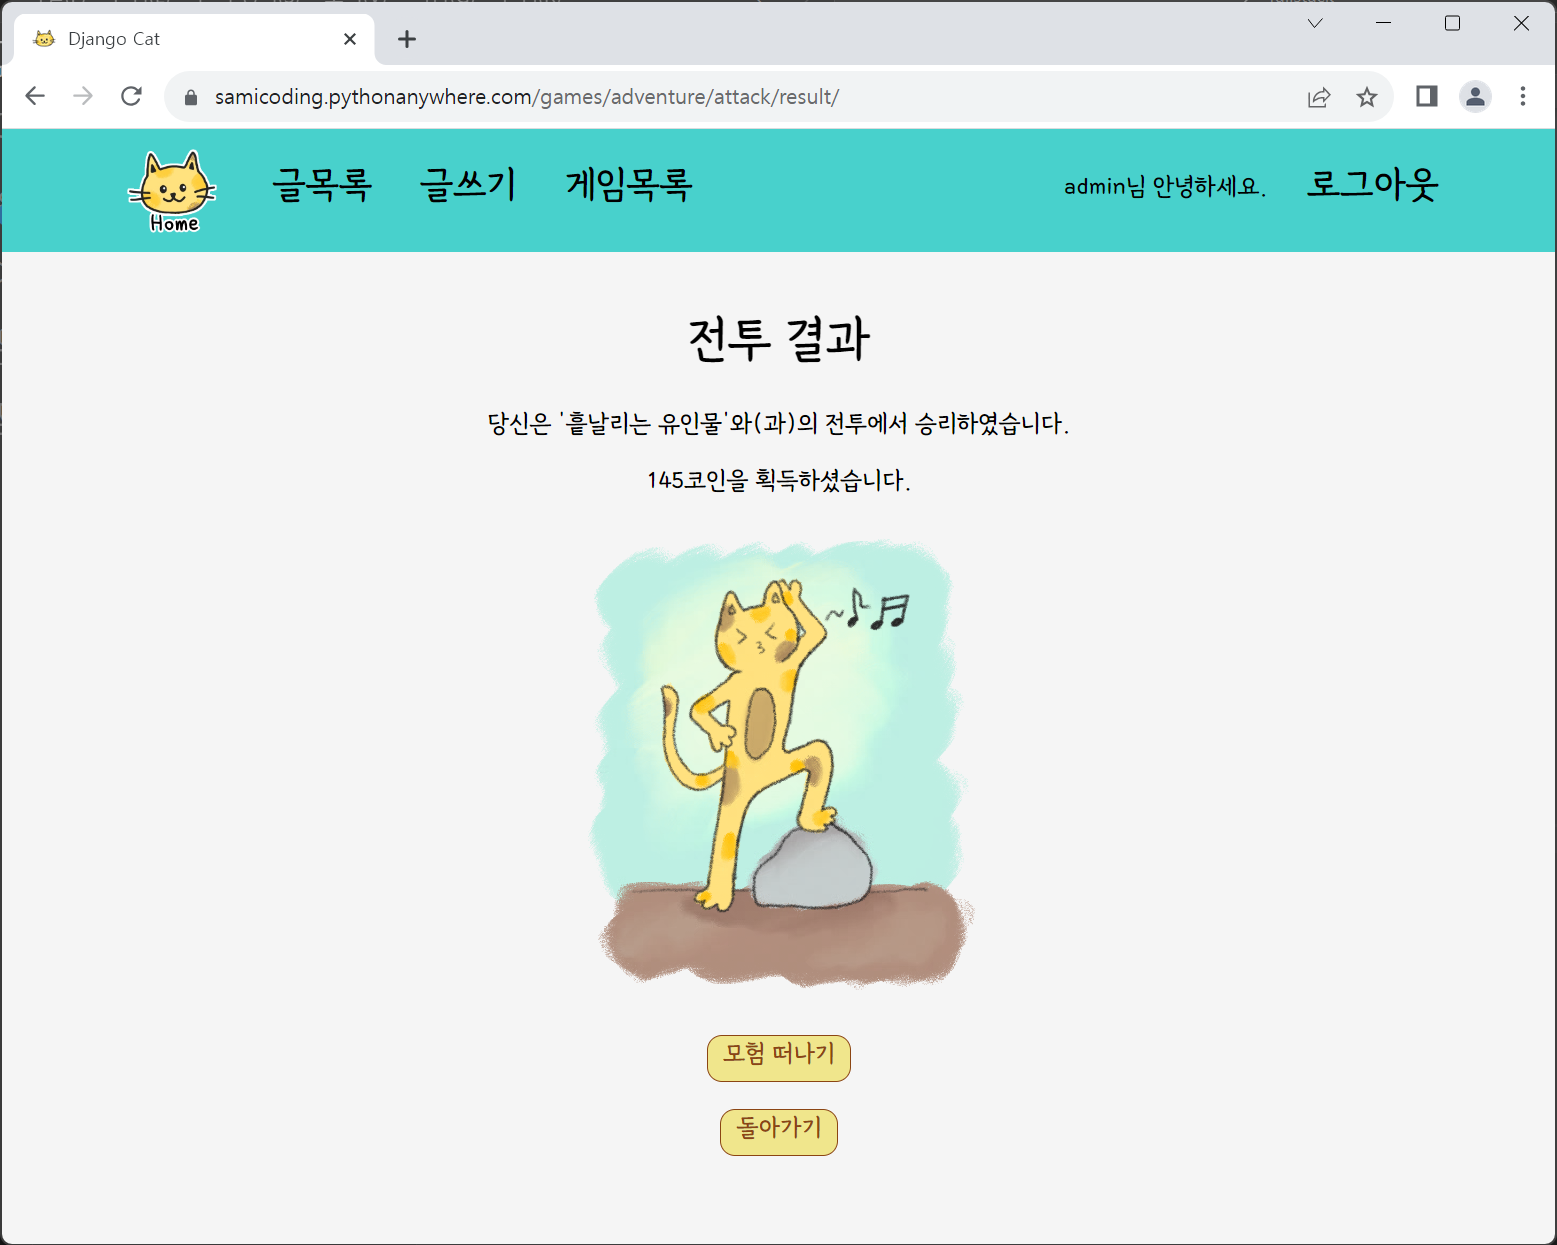 Django Cat
samicoding.pythonanywhere.com/games/adventure/attack/result/
Home
글목록
글쓰기
게임목록
admin님 안녕하세요.
로그아웃
전투 결과
당신은 '흩날리는 유인물'와(과)의 전투에서 승리하였습니다.
145코인을 획득하셨습니다.
모험 떠나기
돌아가기